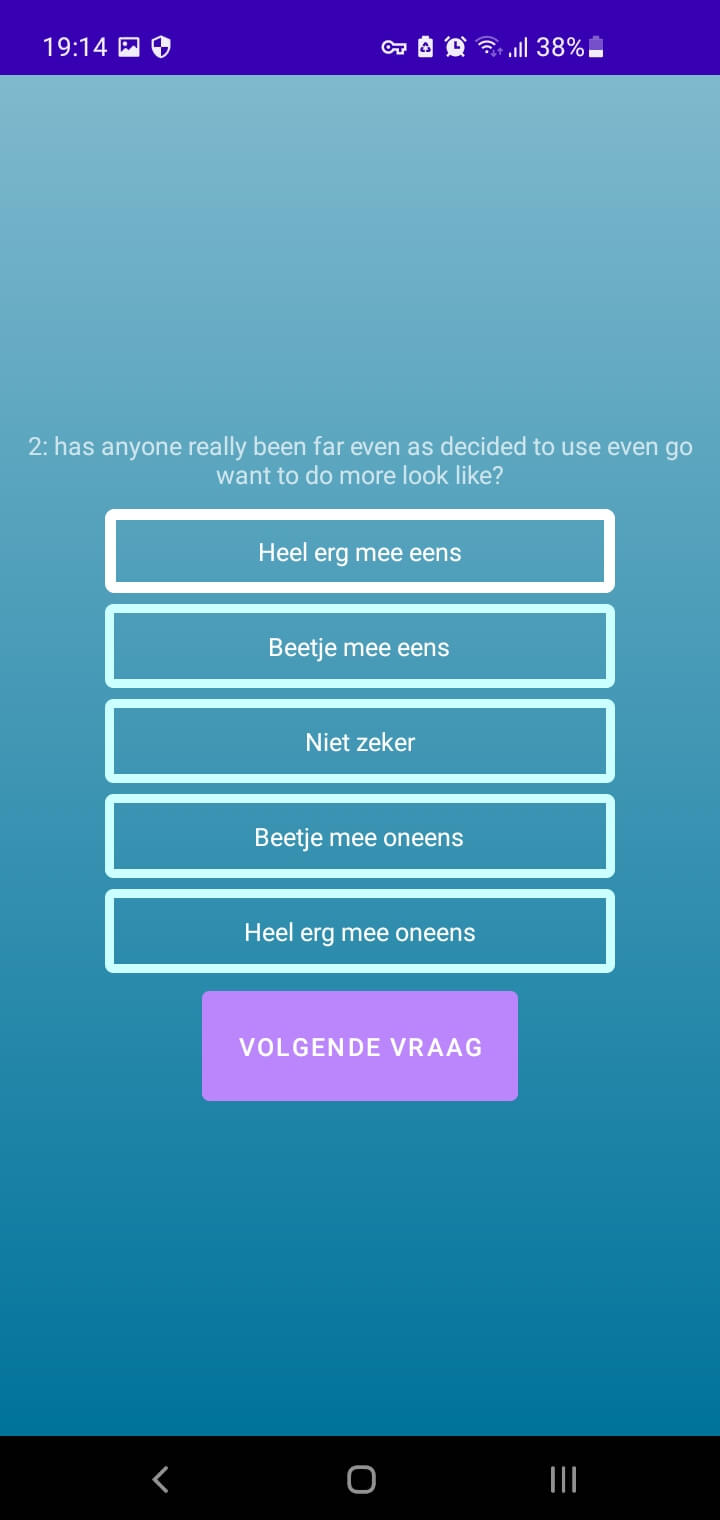 19:14 38%
2: has anyone really been far even as decided to use even go
want to do more look like?
Heel erg mee eens
Beetje mee eens
Niet zeker
Beetje mee oneens
Heel erg mee oneens
VOLGENDE VRAAG